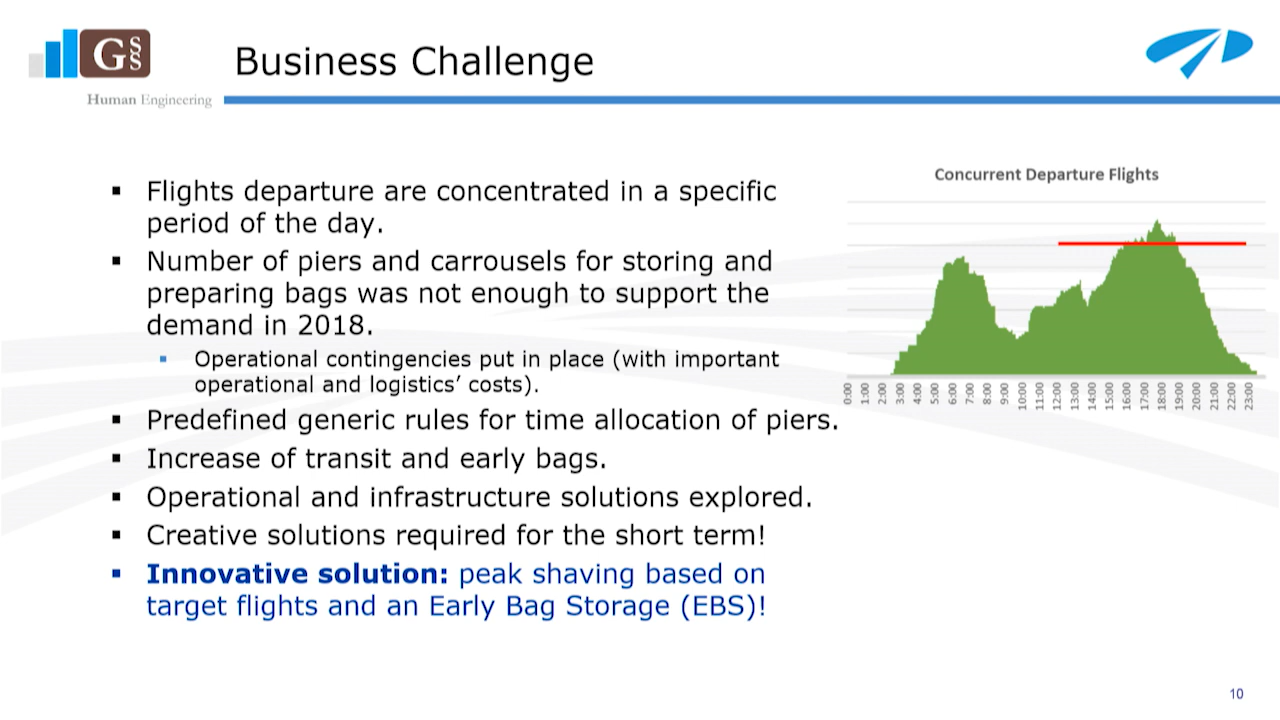 G§§
Human Engineering
Business Challenge
▪ Flights departure are concentrated in a specific
period of the day.
▪ Number of piers and carrousels for storing and
preparing bags was not enough to support the
demand in 2018.
▪ Operational contingencies put in place (with important
operational and logistics’ costs).
▪ Predefined generic rules for time allocation of piers.
▪ Increase of transit and early bags.
▪ Operational and infrastructure solutions explored.
▪ Creative solutions required for the short term!
▪ Innovative solution: peak shaving based on
target flights and an Early Bag Storage (EBS)!
Concurrent Departure Flights
0:00
1:00
2:00
3:00
4:00
5:00
6:00
7:00
8:00
9:00
10:00
11:00
12:00
13:00
14:00
15:00
16:00
17:00
18:00
19:00
20:00
21:00
22:00
23:00
10